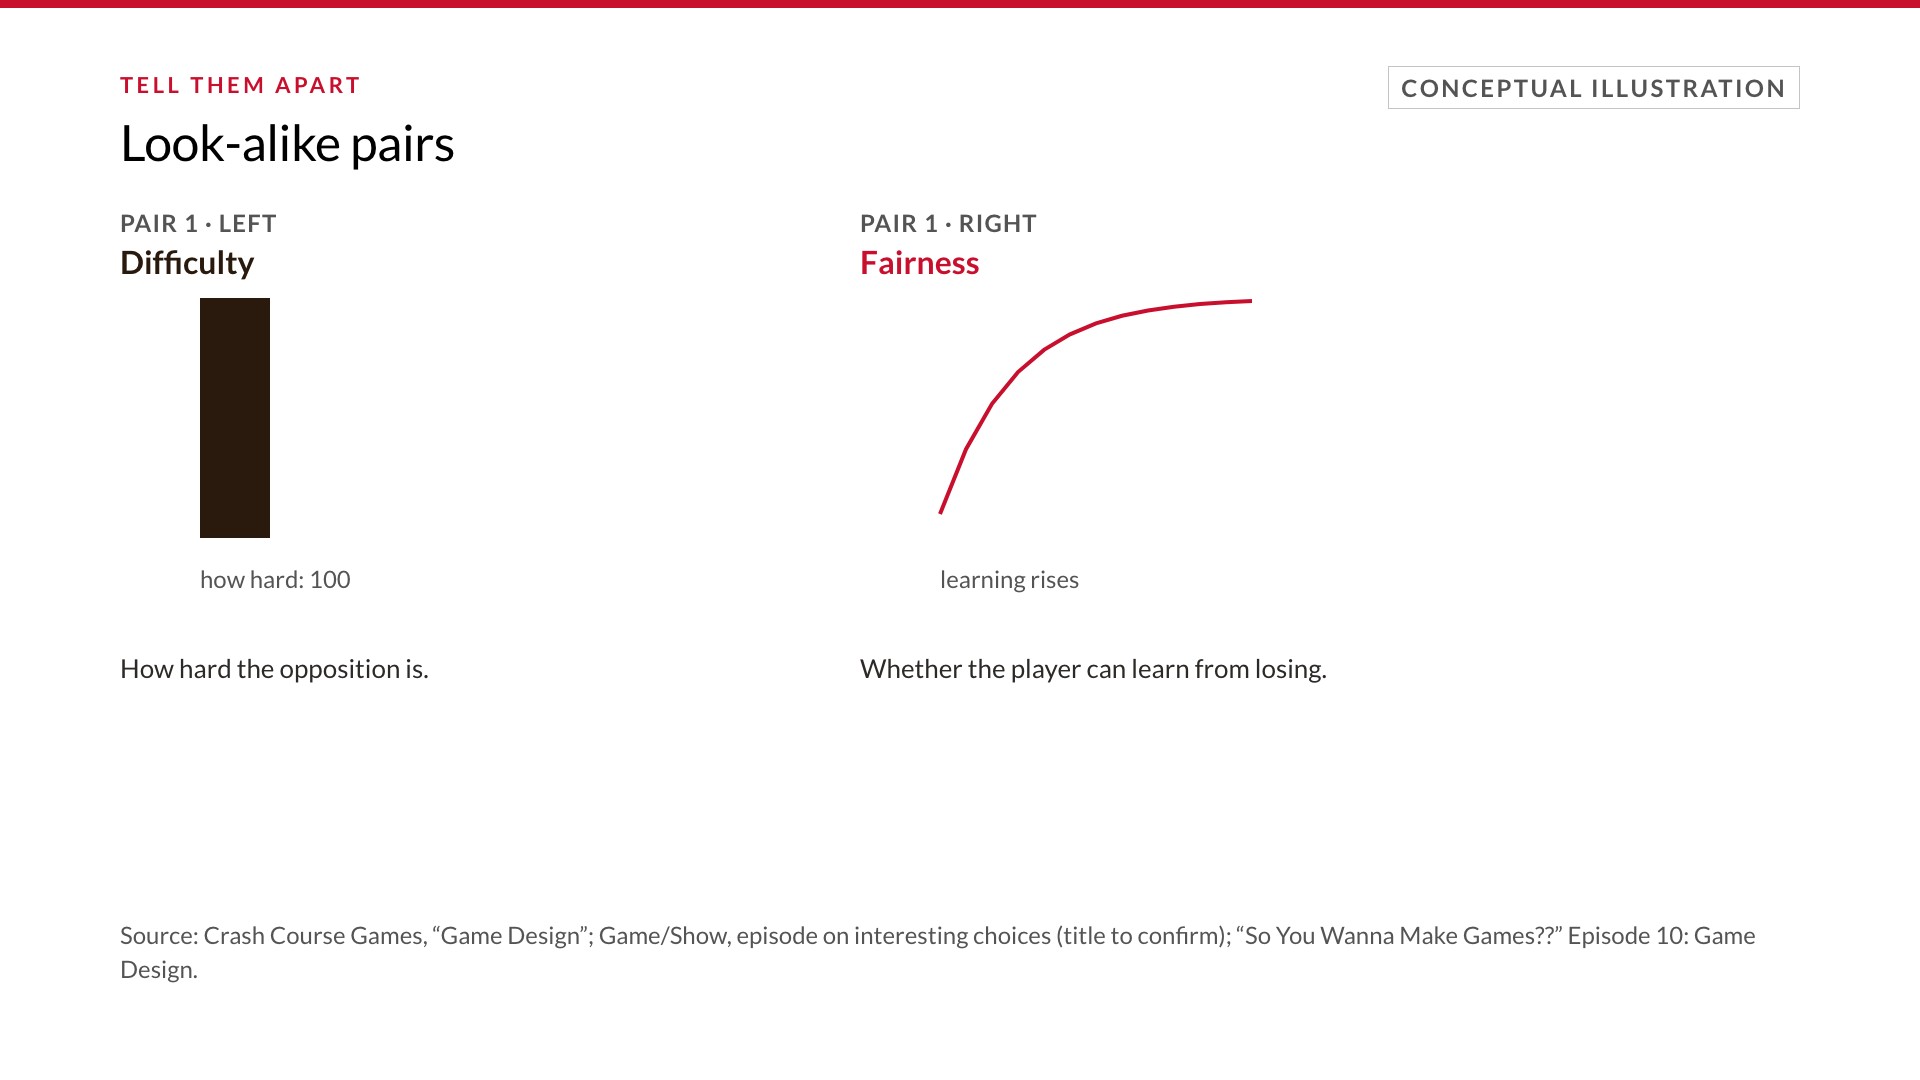 TELL THEM APART
CONCEPTUAL ILLUSTRATION
Look-alike pairs
PAIR 1 · LEFT
Difficulty
how hard: 100
How hard the opposition is.
PAIR 1 · RIGHT
Fairness
learning rises
Whether the player can learn from losing.
Source: Crash Course Games, “Game Design”; Game/Show, episode on interesting choices (title to confirm); “So You Wanna Make Games??” Episode 10: Game
Design.